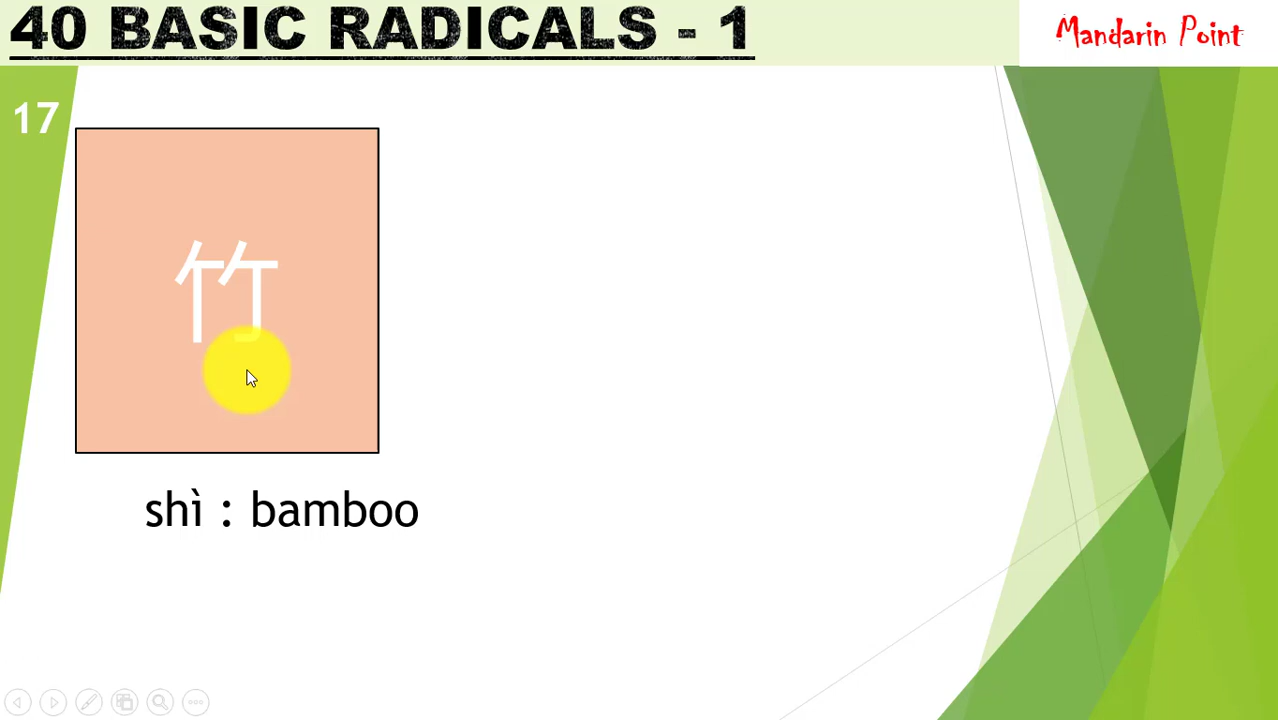 40 BASIC RADICALS - 1
Mandarin Point
17
竹
shì : bamboo